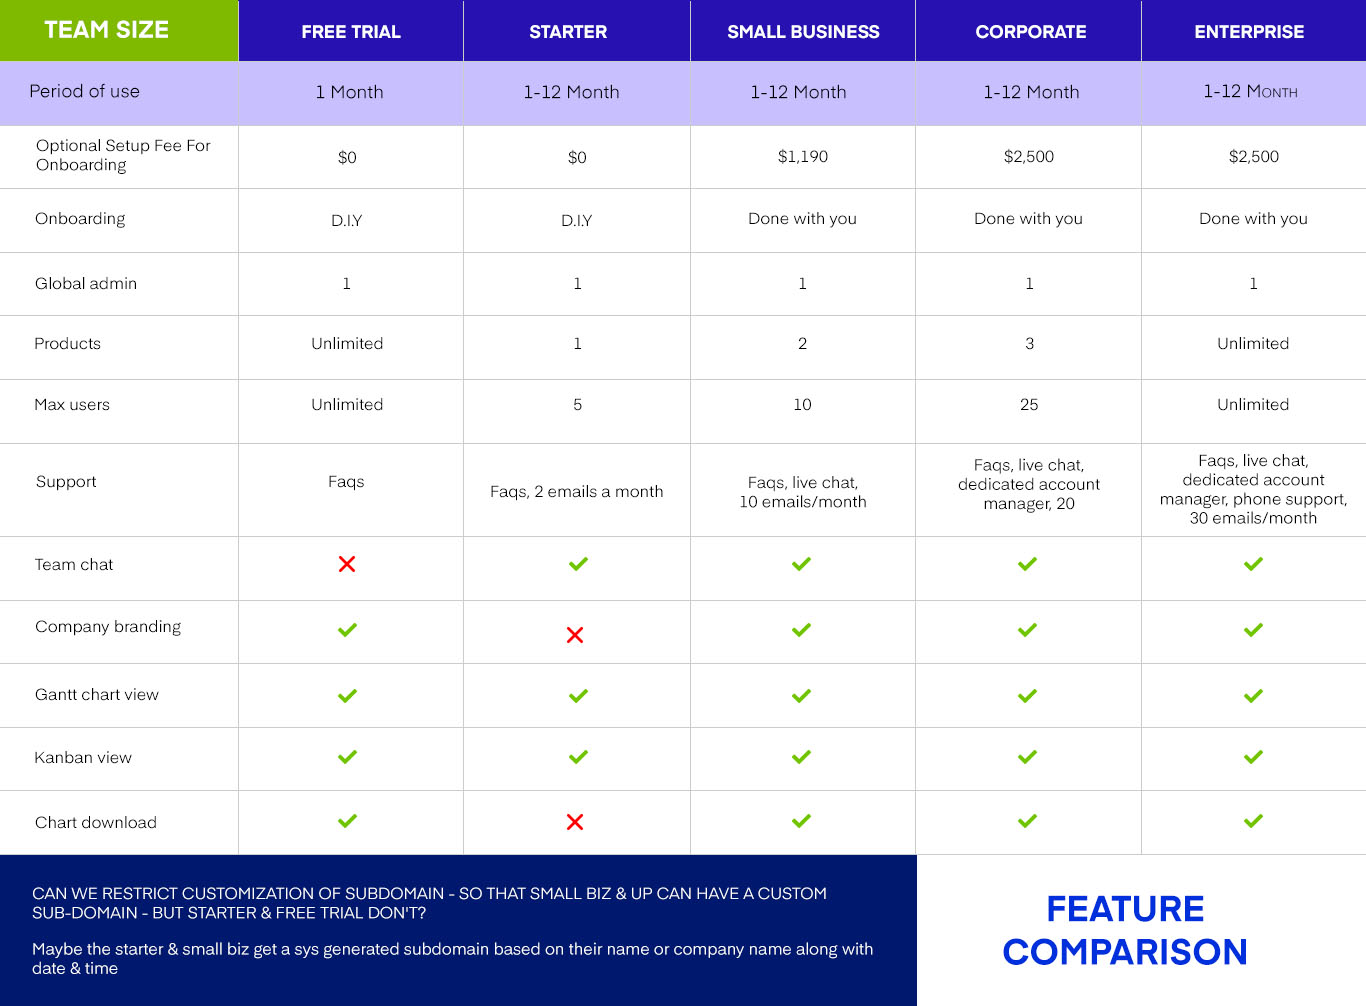 TEAM SIZE FREE TRIAL STARTER SMALL BUSINESS CORPORATE ENTERPRISE
Period of use 1 Month 1-12 Month 1-12 Month 1-12 Month 1-12 MONTH
Optional Setup Fee For
Onboarding $0 $0 $1,190 $2,500 $2,500
Onboarding D.I.Y D.I.Y Done with you Done with you Done with you
Global admin 1 1 1 1 1
Products Unlimited 1 2 3 Unlimited
Max users Unlimited 5 10 25 Unlimited
Support
Faqs
Faqs, 2 emails a month
Faqs, live chat,
10 emails/month
Faqs, live chat,
dedicated account
manager, 20
Faqs, live chat,
dedicated account
manager, phone support,
30 emails/month
Team chat
Company branding
Gantt chart view
Kanban view
Chart download
CAN WE RESTRICT CUSTOMIZATION OF SUBDOMAIN - SO THAT SMALL BIZ & UP CAN HAVE A CUSTOM
SUB-DOMAIN - BUT STARTER & FREE TRIAL DON'T?
Maybe the starter & small biz get a sys generated subdomain based on their name or company name along with
date & time
FEATURE
COMPARISON